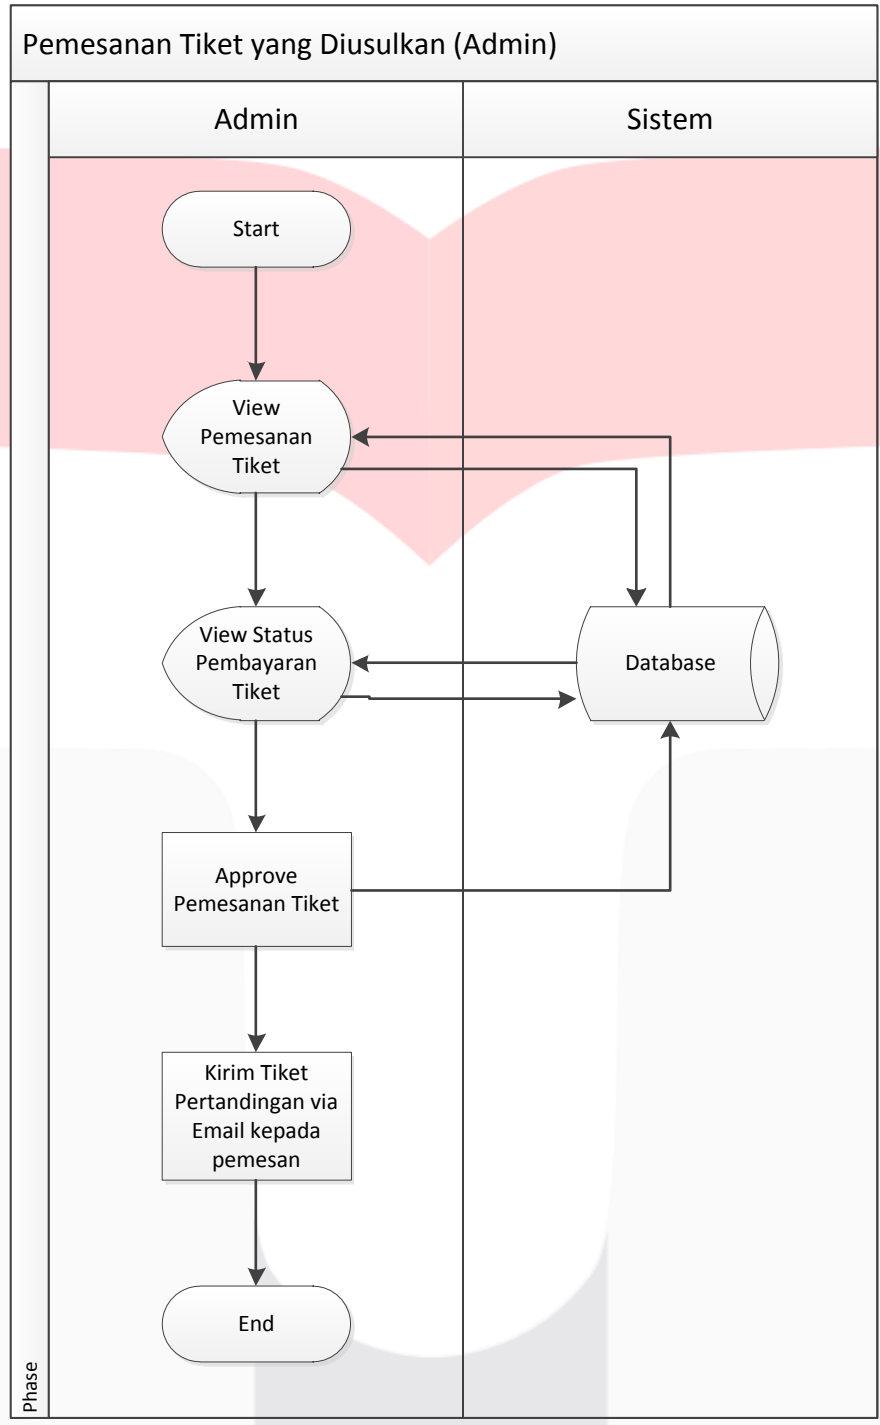 Pemesanan Tiket yang Diusulkan (Admin)
Admin
Sistem
Start
View
Pemesanan
Tiket
View Status
Pembayaran
Tiket
Database
Approve
Pemesanan Tiket
Kirim Tiket
Pertandingan via
Email kepada
pemesan
End
Phase